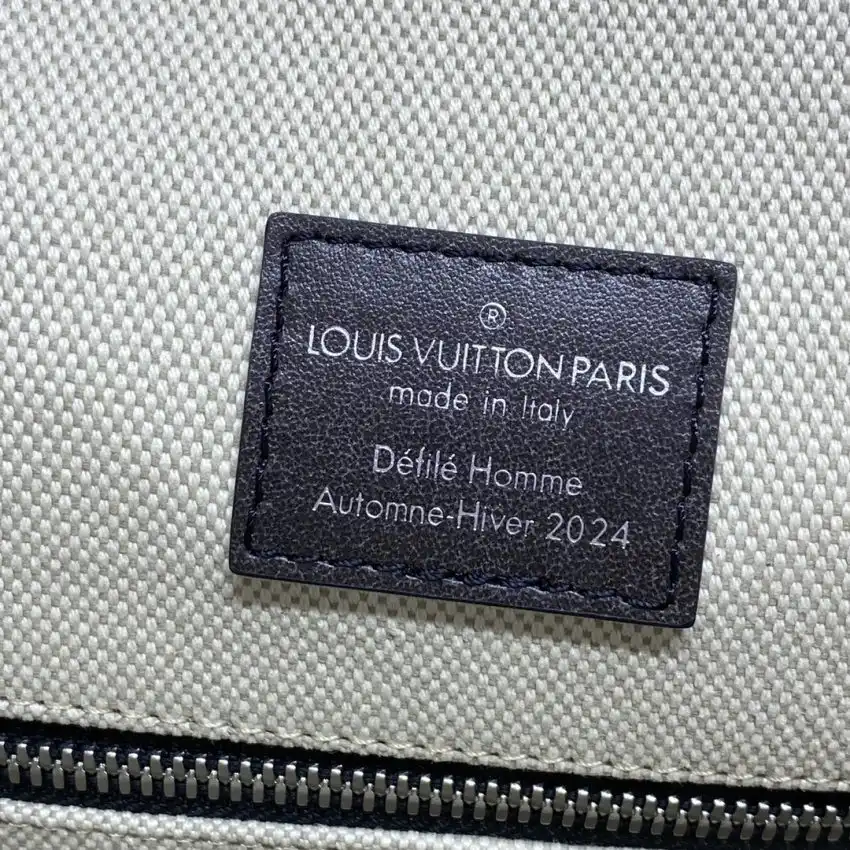 ®
LOUIS VUITTON PARIS
made in Italy
Défilé Homme
Automne-Hiver 2024